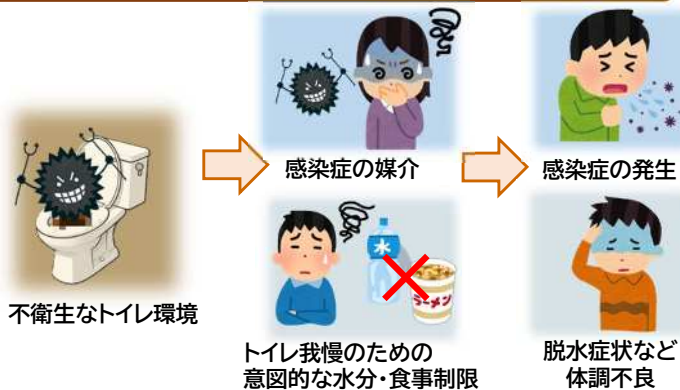 感染症の媒介
感染症の発生
水
ラーメン
不衛生なトイレ環境
トイレ我慢のための
意図的な水分・食事制限
脱水症状など
体調不良